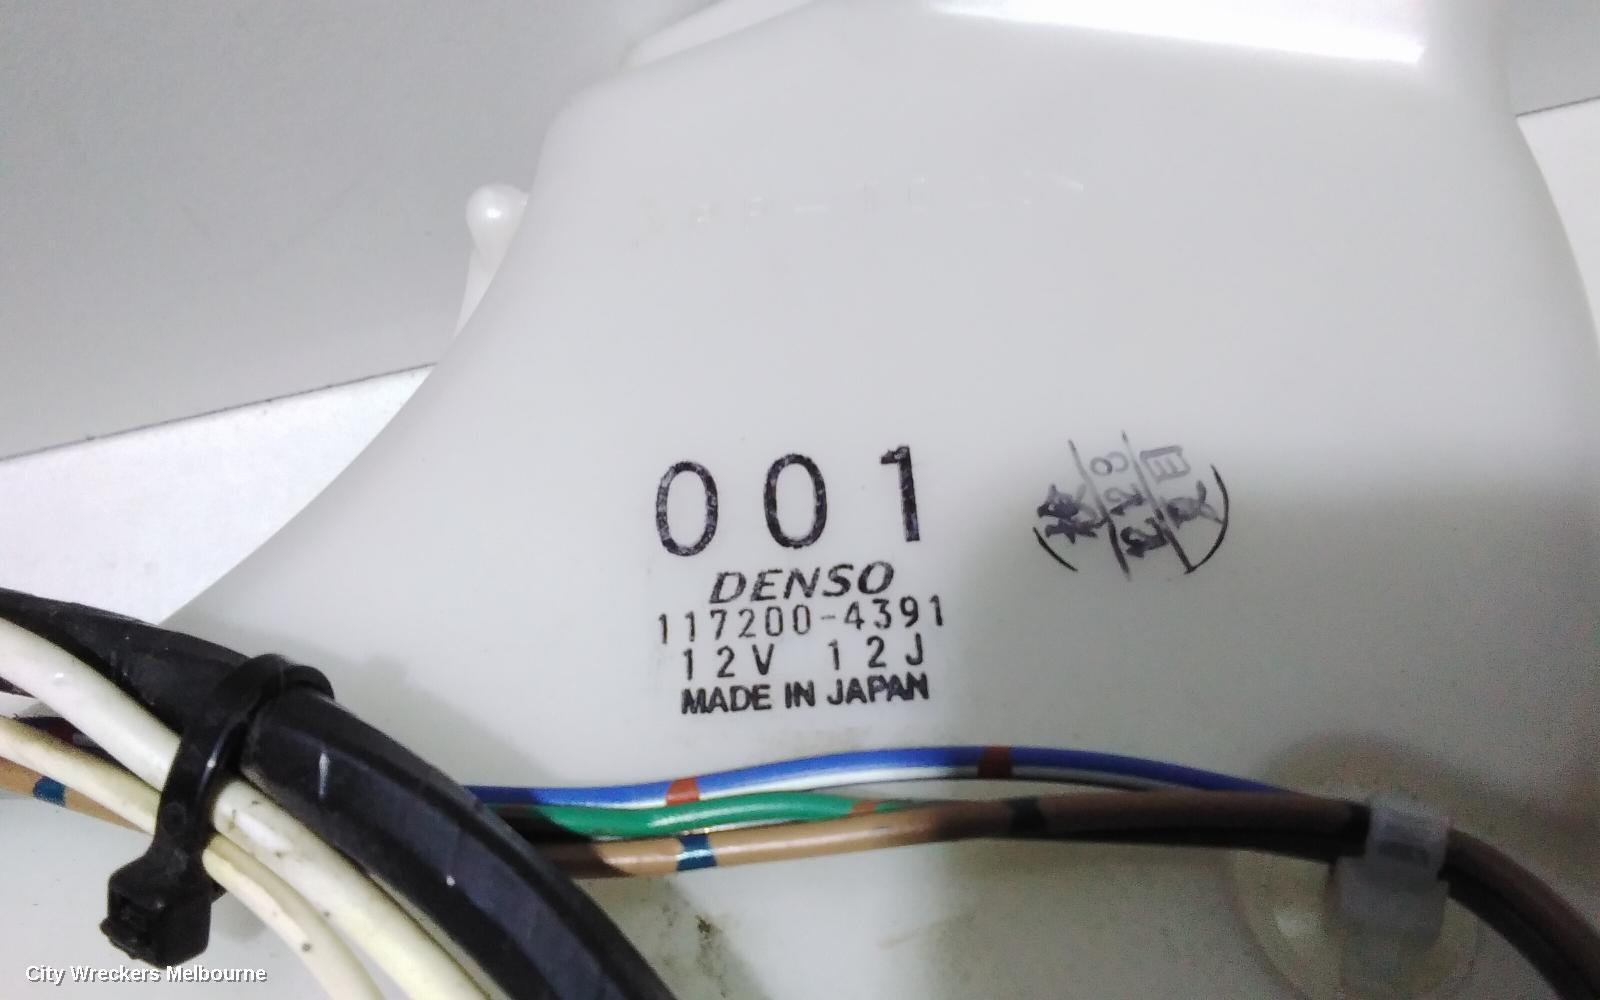 001
DENSO
117200-4391
12V 12J
MADE IN JAPAN
City Wreckers Melbourne